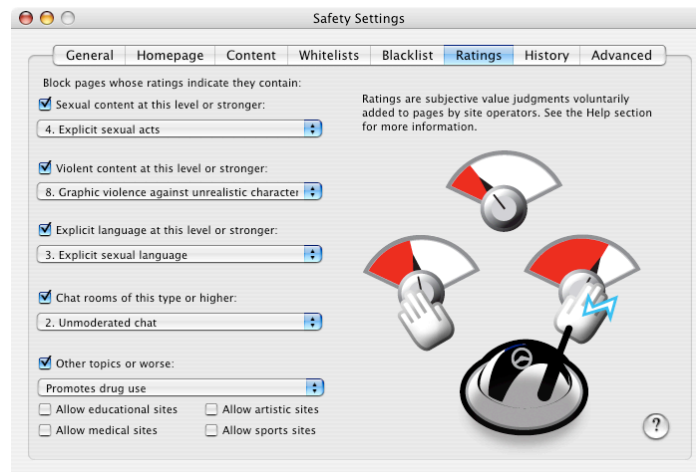 Safety Settings
General Homepage Content Whitelists Blacklist Ratings History Advanced
Block pages whose ratings indicate they contain:
Sexual content at this level or stronger:
4. Explicit sexual acts
Violent content at this level or stronger:
8. Graphic violence against unrealistic character
Explicit language at this level or stronger:
3. Explicit sexual language
Chat rooms of this type or higher:
2. Unmoderated chat
Other topics or worse:
Promotes drug use
Allow educational sites Allow artistic sites
Allow medical sites Allow sports sites
Ratings are subjective value judgments voluntarily
added to pages by site operators. See the Help section
for more information.
?